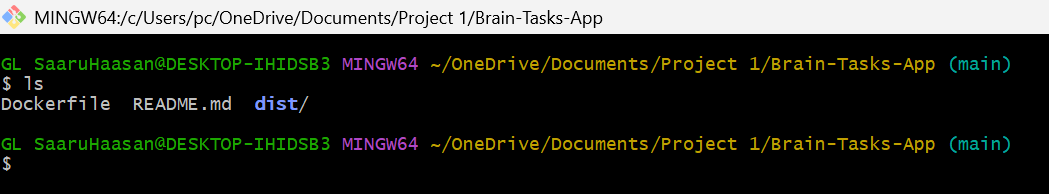 MINGW64:/c/Users/pc/OneDrive/Documents/Project 1/Brain-Tasks-App
GL SaaruHaasan@DESKTOP-IHIDSB3 MINGW64 ~/OneDrive/Documents/Project 1/Brain-Tasks-App (main)
$ ls
Dockerfile  README.md  dist/
GL SaaruHaasan@DESKTOP-IHIDSB3 MINGW64 ~/OneDrive/Documents/Project 1/Brain-Tasks-App (main)
$